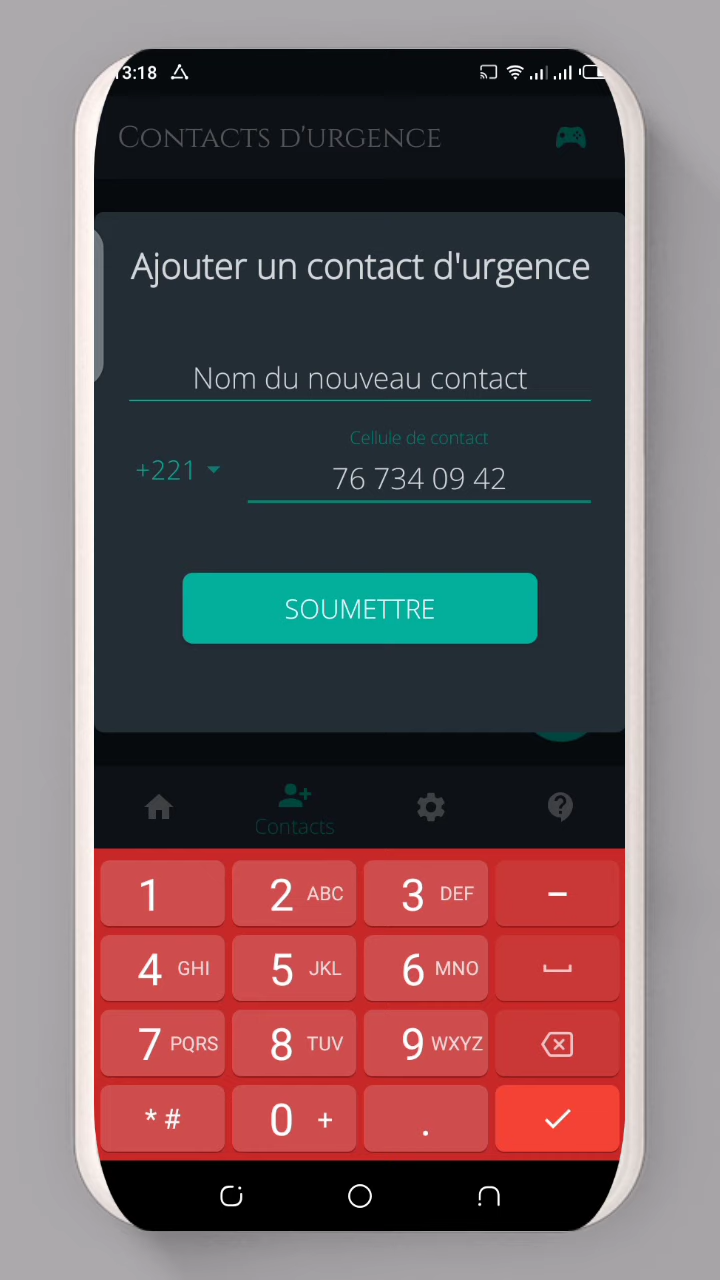 13:18
CONTACTS D'URGENCE
Ajouter un contact d'urgence
Nom du nouveau contact
Cellule de contact
+221
76 734 09 42
SOUMETTRE
Contacts
1 2 ABC 3 DEF −
4 GHI 5 JKL 6 MNO
7 PQRS 8 TUV 9 WXYZ
* # 0 + .